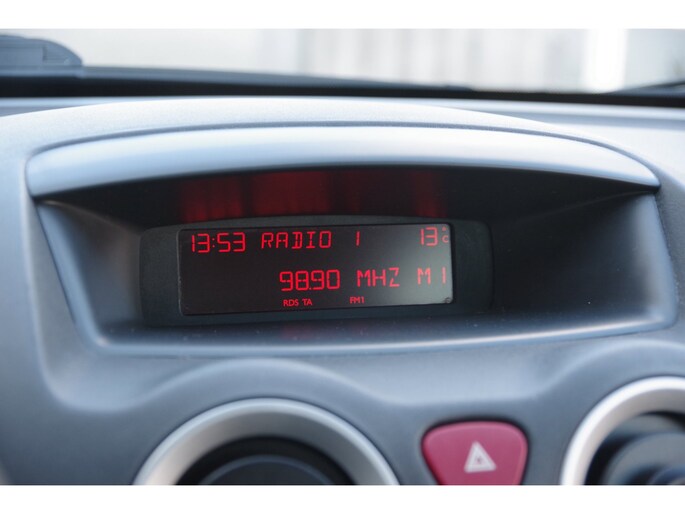 13:53 RADIO 1 13°C
98.90 MHZ M1
RDS TA FM1